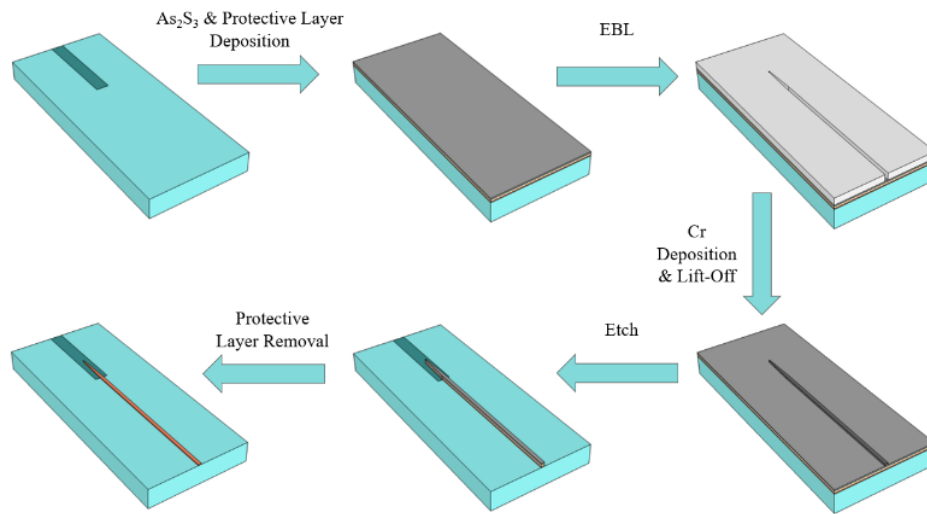 As₂S₃ & Protective Layer
Deposition
EBL
Cr
Deposition
& Lift-Off
Etch
Protective
Layer Removal